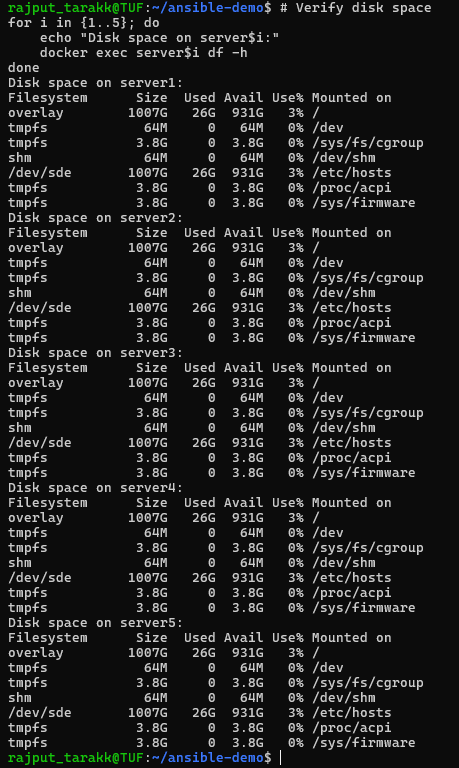 rajput_tarakk@TUF:~/ansible-demo$ # Verify disk space
for i in {1..5}; do
    echo "Disk space on server$i:"
    docker exec server$i df -h
done
Disk space on server1:
Filesystem      Size  Used Avail Use% Mounted on
overlay        1007G   26G  931G   3% /
tmpfs            64M     0   64M   0% /dev
tmpfs           3.8G     0  3.8G   0% /sys/fs/cgroup
shm              64M     0   64M   0% /dev/shm
/dev/sde       1007G   26G  931G   3% /etc/hosts
tmpfs           3.8G     0  3.8G   0% /proc/acpi
tmpfs           3.8G     0  3.8G   0% /sys/firmware
Disk space on server2:
Filesystem      Size  Used Avail Use% Mounted on
overlay        1007G   26G  931G   3% /
tmpfs            64M     0   64M   0% /dev
tmpfs           3.8G     0  3.8G   0% /sys/fs/cgroup
shm              64M     0   64M   0% /dev/shm
/dev/sde       1007G   26G  931G   3% /etc/hosts
tmpfs           3.8G     0  3.8G   0% /proc/acpi
tmpfs           3.8G     0  3.8G   0% /sys/firmware
Disk space on server3:
Filesystem      Size  Used Avail Use% Mounted on
overlay        1007G   26G  931G   3% /
tmpfs            64M     0   64M   0% /dev
tmpfs           3.8G     0  3.8G   0% /sys/fs/cgroup
shm              64M     0   64M   0% /dev/shm
/dev/sde       1007G   26G  931G   3% /etc/hosts
tmpfs           3.8G     0  3.8G   0% /proc/acpi
tmpfs           3.8G     0  3.8G   0% /sys/firmware
Disk space on server4:
Filesystem      Size  Used Avail Use% Mounted on
overlay        1007G   26G  931G   3% /
tmpfs            64M     0   64M   0% /dev
tmpfs           3.8G     0  3.8G   0% /sys/fs/cgroup
shm              64M     0   64M   0% /dev/shm
/dev/sde       1007G   26G  931G   3% /etc/hosts
tmpfs           3.8G     0  3.8G   0% /proc/acpi
tmpfs           3.8G     0  3.8G   0% /sys/firmware
Disk space on server5:
Filesystem      Size  Used Avail Use% Mounted on
overlay        1007G   26G  931G   3% /
tmpfs            64M     0   64M   0% /dev
tmpfs           3.8G     0  3.8G   0% /sys/fs/cgroup
shm              64M     0   64M   0% /dev/shm
/dev/sde       1007G   26G  931G   3% /etc/hosts
tmpfs           3.8G     0  3.8G   0% /proc/acpi
tmpfs           3.8G     0  3.8G   0% /sys/firmware
rajput_tarakk@TUF:~/ansible-demo$